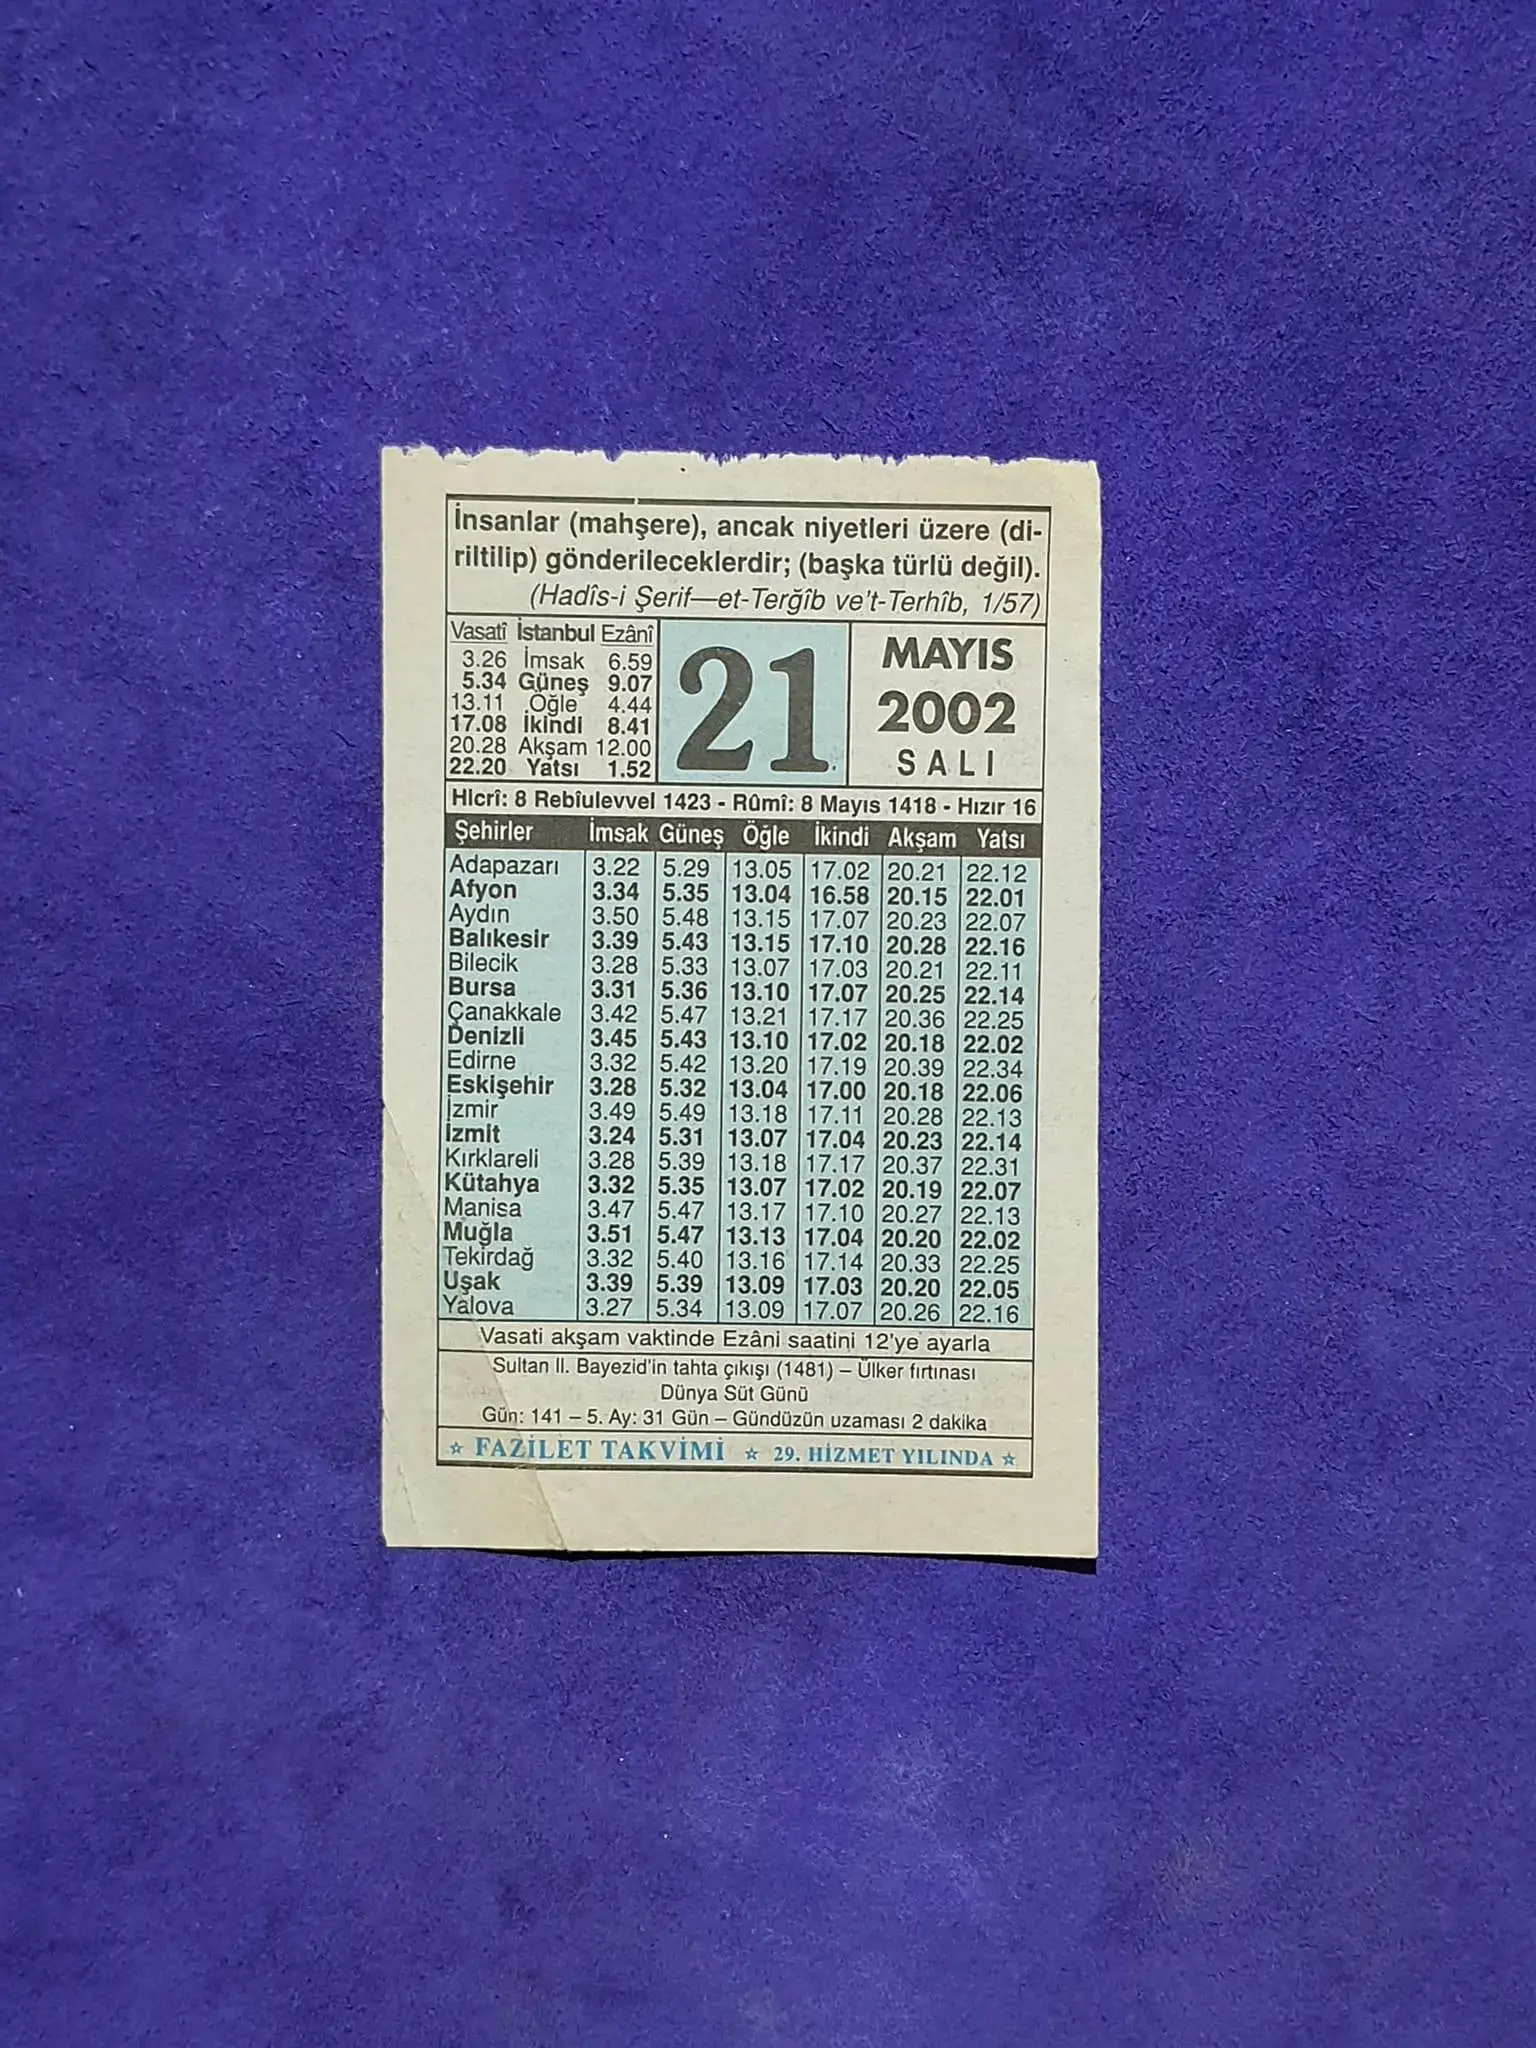 İnsanlar (mahşere), ancak niyetleri üzere (di-
riltilip) gönderileceklerdir; (başka türlü değil).
(Hadîs-i Şerif—et-Terğîb ve't-Terhîb, 1/57)
Vasatî İstanbul Ezânî
3.26 İmsak 6.59
5.34 Güneş 9.07
13.11 Öğle 4.44
17.08 İkindi 8.41
20.28 Akşam 12.00
22.20 Yatsı 1.52
21
MAYIS
2002
SALI
Hicrî: 8 Rebîulevvel 1423 - Rûmî: 8 Mayıs 1418 - Hızır 16
Şehirler İmsak Güneş Öğle İkindi Akşam Yatsı
Adapazarı 3.22 5.29 13.05 17.02 20.21 22.12
Afyon 3.34 5.35 13.04 16.58 20.15 22.01
Aydın 3.50 5.48 13.15 17.07 20.23 22.07
Balıkesir 3.39 5.43 13.15 17.10 20.28 22.16
Bilecik 3.28 5.33 13.07 17.03 20.21 22.11
Bursa 3.31 5.36 13.10 17.07 20.25 22.14
Çanakkale 3.42 5.47 13.21 17.17 20.36 22.25
Denizli 3.45 5.43 13.10 17.02 20.18 22.02
Edirne 3.32 5.42 13.20 17.19 20.39 22.34
Eskişehir 3.28 5.32 13.04 17.00 20.18 22.06
İzmir 3.49 5.49 13.18 17.11 20.28 22.13
İzmit 3.24 5.31 13.07 17.04 20.23 22.14
Kırklareli 3.28 5.39 13.18 17.17 20.37 22.31
Kütahya 3.32 5.35 13.07 17.02 20.19 22.07
Manisa 3.47 5.47 13.17 17.10 20.27 22.13
Muğla 3.51 5.47 13.13 17.04 20.20 22.02
Tekirdağ 3.32 5.40 13.16 17.14 20.33 22.25
Uşak 3.39 5.39 13.09 17.03 20.20 22.05
Yalova 3.27 5.34 13.09 17.07 20.26 22.16
Vasati akşam vaktinde Ezâni saatini 12'ye ayarla
Sultan II. Bayezid'in tahta çıkışı (1481) – Ülker fırtınası
Dünya Süt Günü
Gün: 141 – 5. Ay: 31 Gün – Gündüzün uzaması 2 dakika
☆ FAZİLET TAKVİMİ ☆ 29. HİZMET YILINDA ☆